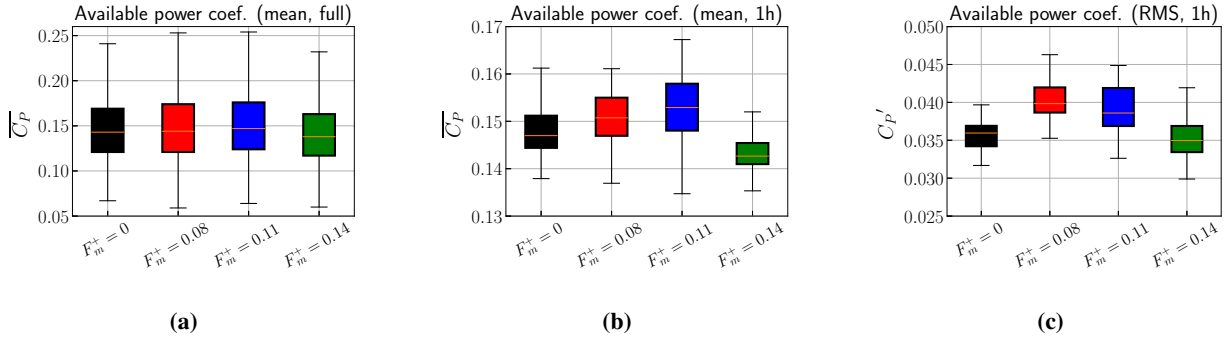 Available power coef. (mean, full)
$\overline{C_P}$
0.25
0.20
0.15
0.10
0.05
$F_m^+ = 0$
$F_m^+ = 0.08$
$F_m^+ = 0.11$
$F_m^+ = 0.14$
(a)
Available power coef. (mean, 1h)
$\overline{C_P}$
0.17
0.16
0.15
0.14
0.13
$F_m^+ = 0$
$F_m^+ = 0.08$
$F_m^+ = 0.11$
$F_m^+ = 0.14$
(b)
Available power coef. (RMS, 1h)
$C_P'$
0.050
0.045
0.040
0.035
0.030
0.025
$F_m^+ = 0$
$F_m^+ = 0.08$
$F_m^+ = 0.11$
$F_m^+ = 0.14$
(c)